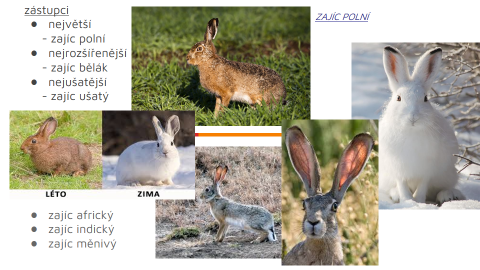 zástupci
● největší
- zajíc polní
● nejrozšířenější
- zajíc bělák
● nejušatější
- zajíc ušatý
ZAJÍC POLNÍ
LÉTO
ZIMA
● zajíc africký
● zajíc indický
● zajíc měnivý